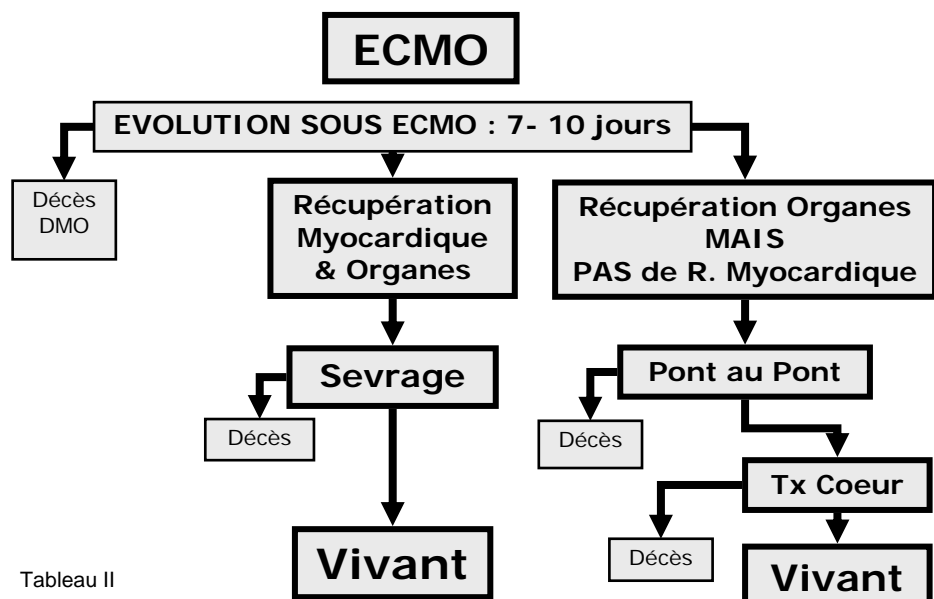 ECMO
EVOLUTION SOUS ECMO : 7- 10 jours
Décès
DMO
Récupération
Myocardique
& Organes
Récupération Organes
MAIS
PAS de R. Myocardique
Sevrage
Pont au Pont
Décès
Décès
Tx Coeur
Décès
Vivant
Vivant
Tableau II